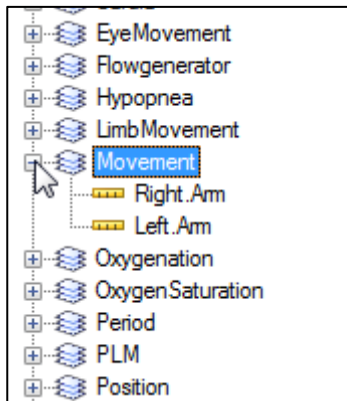 EyeMovement
Flowgenerator
Hypopnea
LimbMovement
Movement
Right.Arm
Left.Arm
Oxygenation
OxygenSaturation
Period
PLM
Position